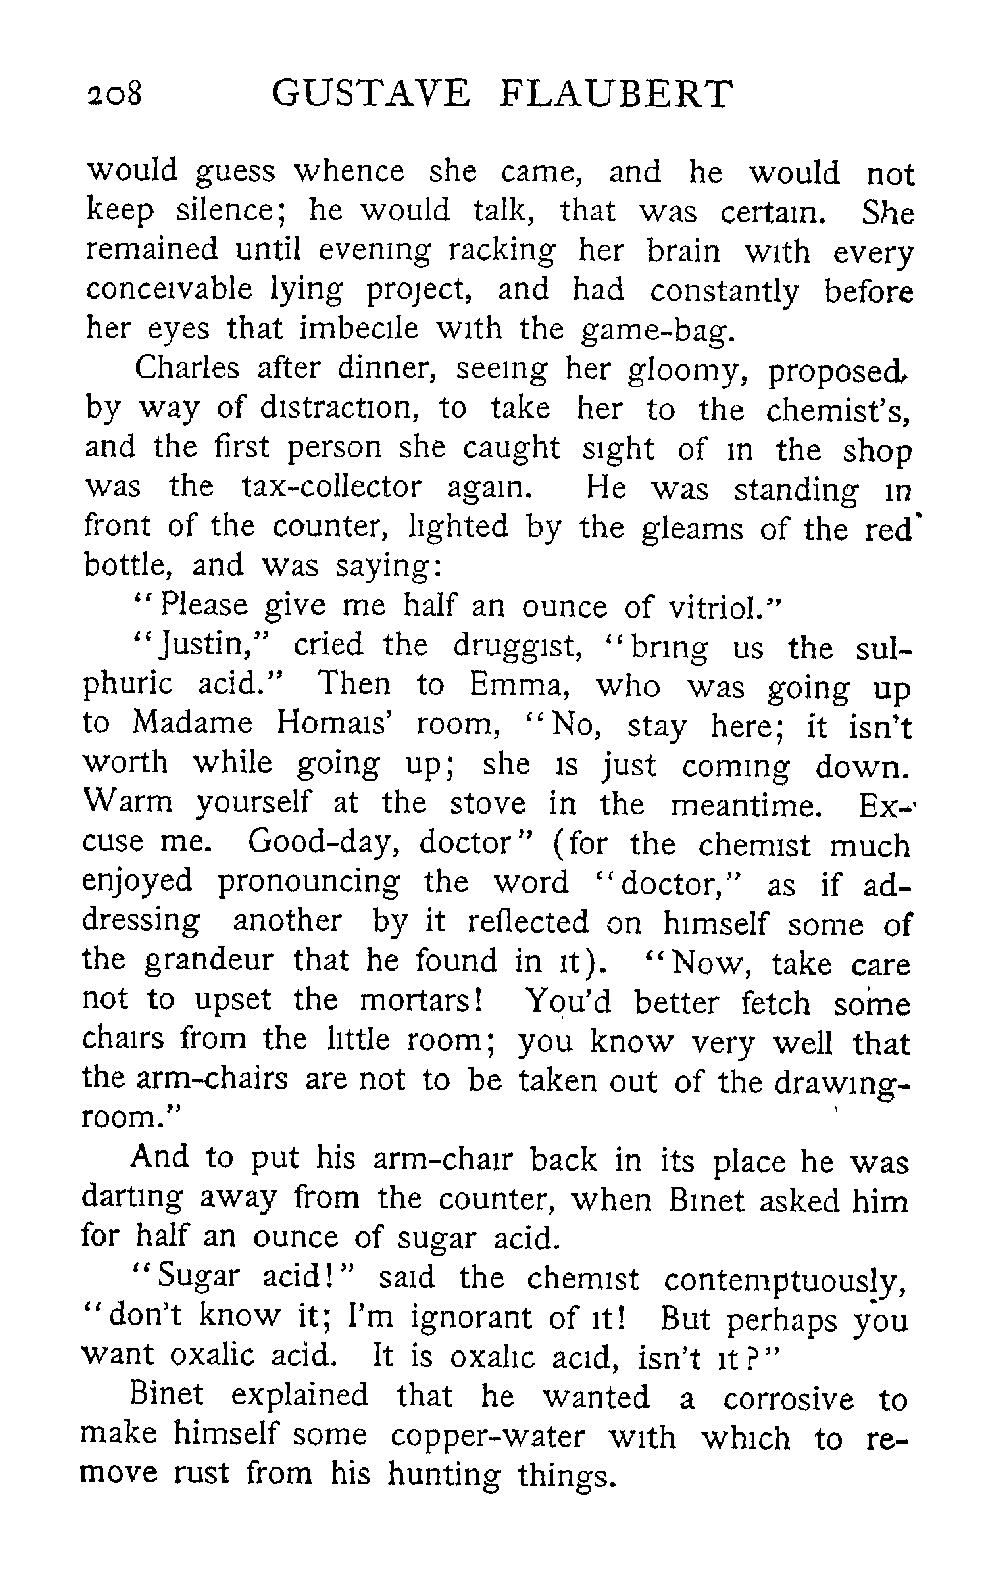 208 GUSTAVE FLAUBERT
would guess whence she came, and he would not
keep silence; he would talk, that was certain. She
remained until evening racking her brain with every
conceivable lying project, and had constantly before
her eyes that imbecile with the game-bag.
Charles after dinner, seeing her gloomy, proposed,
by way of distraction, to take her to the chemist's,
and the first person she caught sight of in the shop
was the tax-collector again. He was standing in
front of the counter, lighted by the gleams of the red
bottle, and was saying:
"Please give me half an ounce of vitriol."
"Justin," cried the druggist, "bring us the sul-
phuric acid." Then to Emma, who was going up
to Madame Homais' room, "No, stay here; it isn't
worth while going up; she is just coming down.
Warm yourself at the stove in the meantime. Ex-
cuse me. Good-day, doctor" (for the chemist much
enjoyed pronouncing the word "doctor," as if ad-
dressing another by it reflected on himself some of
the grandeur that he found in it). "Now, take care
not to upset the mortars! You'd better fetch some
chairs from the little room; you know very well that
the arm-chairs are not to be taken out of the drawing-
room."
And to put his arm-chair back in its place he was
darting away from the counter, when Binet asked him
for half an ounce of sugar acid.
"Sugar acid!" said the chemist contemptuously,
"don't know it; I'm ignorant of it! But perhaps you
want oxalic acid. It is oxalic acid, isn't it?"
Binet explained that he wanted a corrosive to
make himself some copper-water with which to re-
move rust from his hunting things.